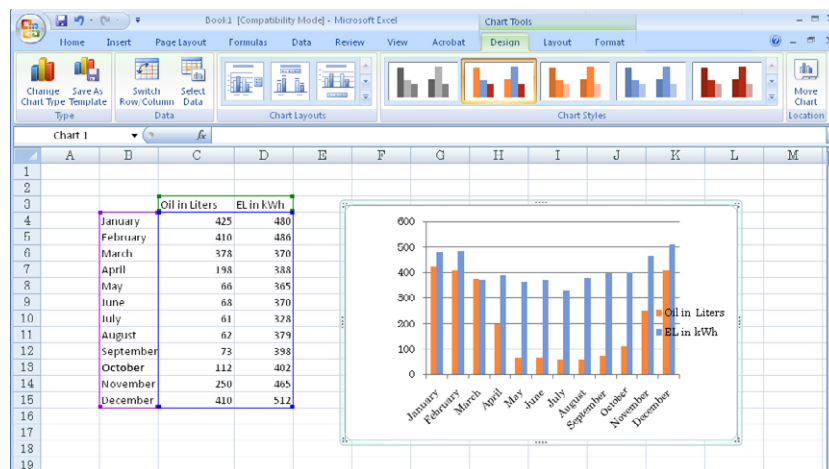 Book1 [Compatibility Mode] - Microsoft Excel Chart Tools
Home Insert Page Layout Formulas Data Review View Acrobat Design Layout Format
Change Chart Type Save As Template Switch Row/Column Select Data Move Chart
Type Data Chart Layouts Chart Styles Location
Chart 1 fx
A B C D E F G H I J K L M
1
2
3 Oil in Liters EL in kWh
4 January 425 480
5 February 410 486
6 March 378 370
7 April 198 388
8 May 66 365
9 June 68 370
10 July 61 328
11 August 62 379
12 September 73 398
13 October 112 402
14 November 250 465
15 December 410 512
16
17
18
19
600
500
400
300
200
100
0
January February March April May June July August September October November December
Oil in Liters
EL in kWh